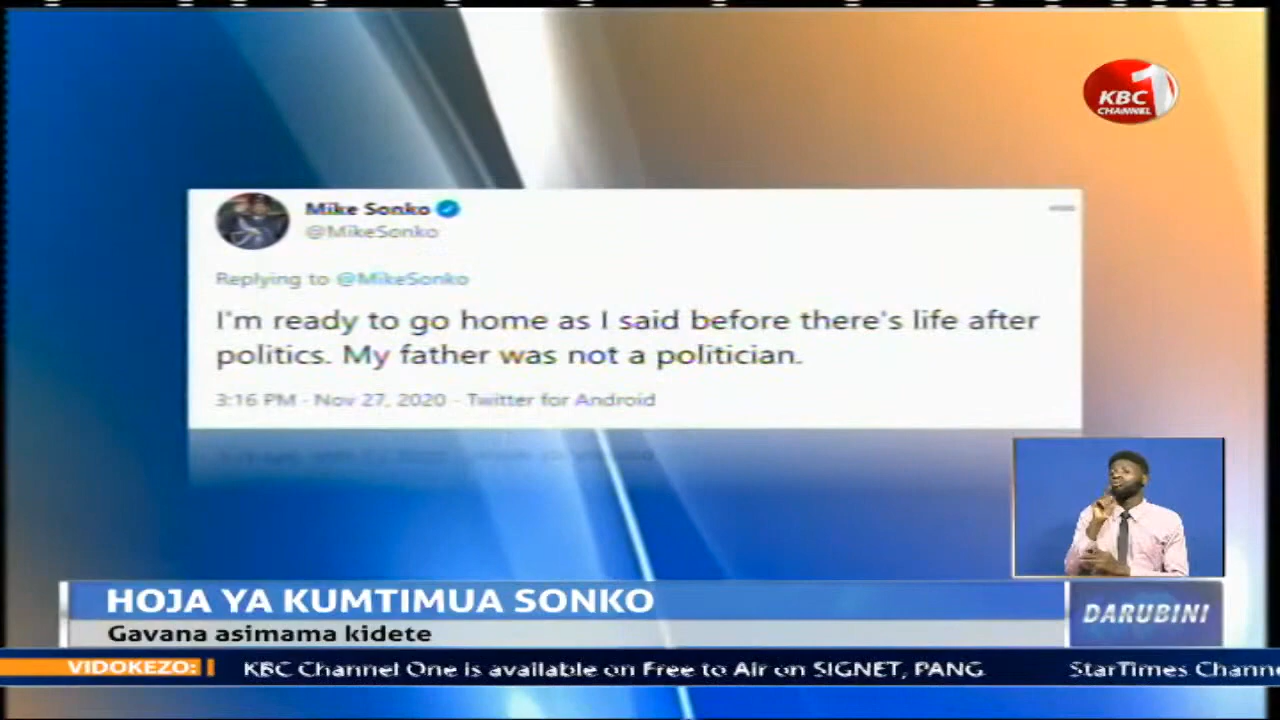 KBC 1
CHANNEL
Mike Sonko
@MikeSonko
Replying to @MikeSonko
I'm ready to go home as I said before there's life after
politics. My father was not a politician.
3:16 PM · Nov 27, 2020 · Twitter for Android
HOJA YA KUMTIMUA SONKO
Gavana asimama kidete
DARUBINI
VIDOKEZO: KBC Channel One is available on Free to Air on SIGNET, PANG StarTimes Channe